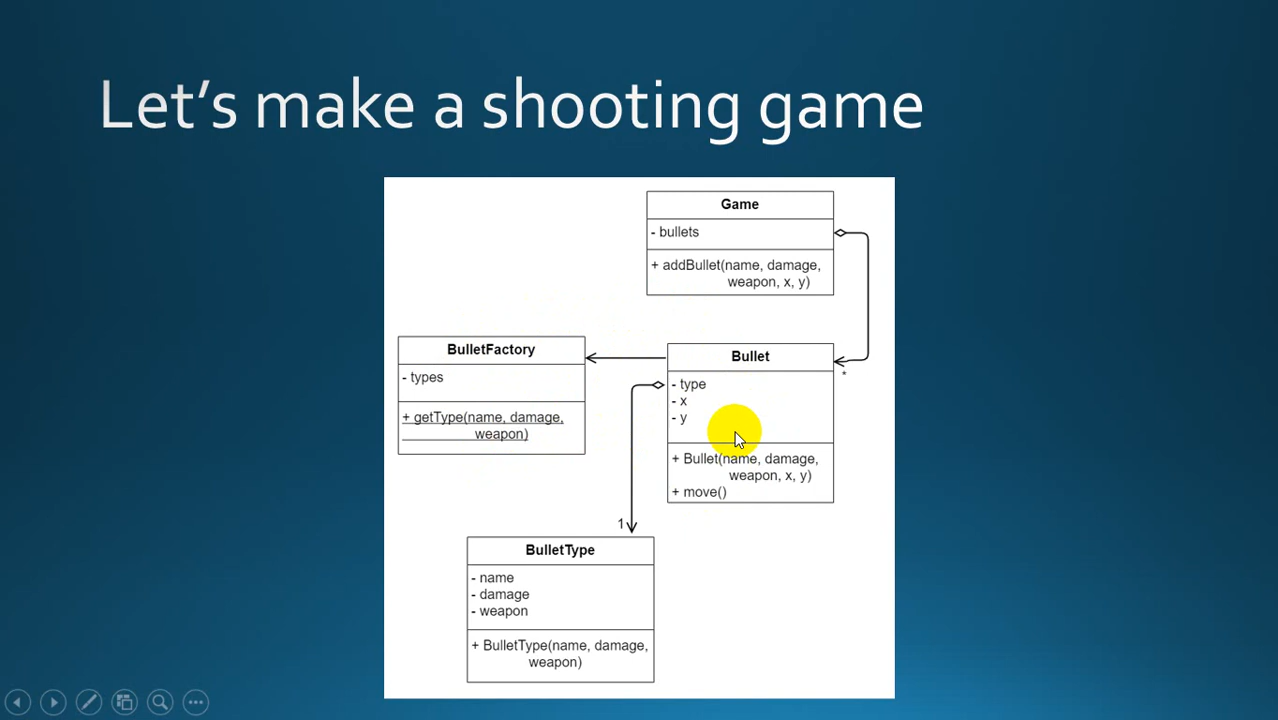 Let's make a shooting game
Game
- bullets
+ addBullet(name, damage,
weapon, x, y)
BulletFactory
- types
+ getType(name, damage,
weapon)
Bullet
- type
- x
- y
+ Bullet(name, damage,
weapon, x, y)
+ move()
*
1
BulletType
- name
- damage
- weapon
+ BulletType(name, damage,
weapon)